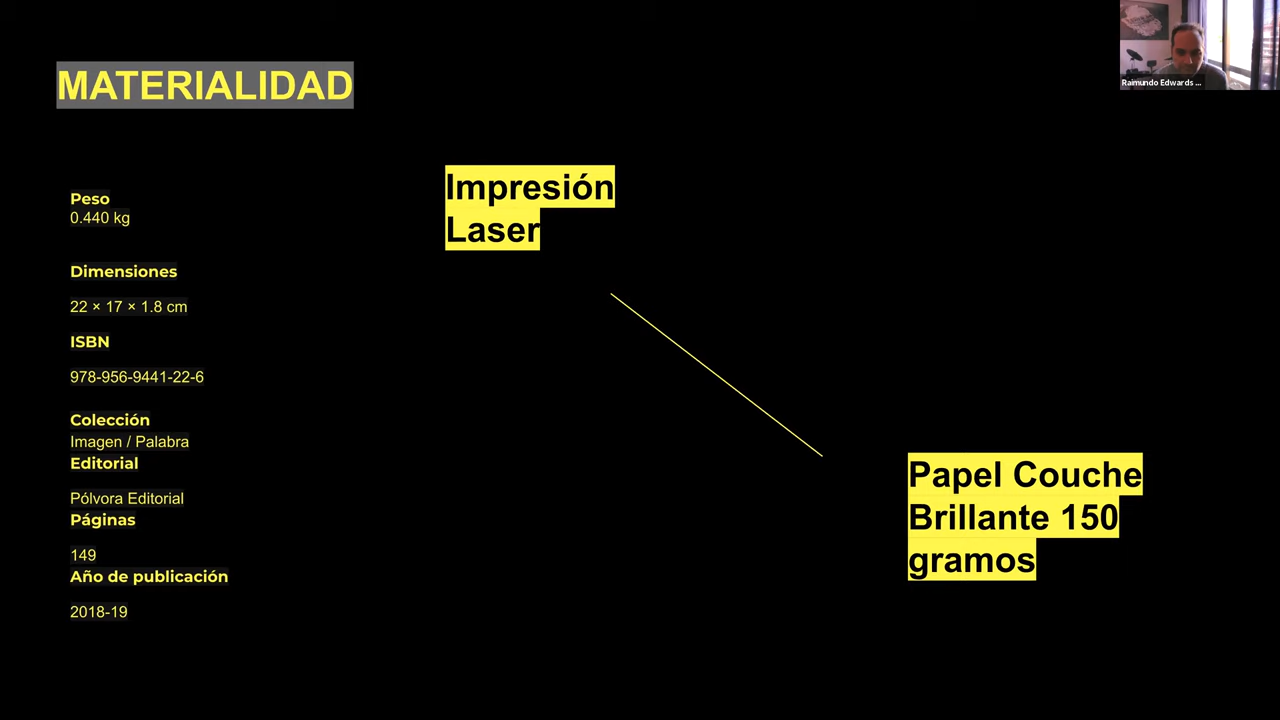 MATERIALIDAD
Raimundo Edwards ...
Peso
0.440 kg
Dimensiones
22 × 17 × 1.8 cm
ISBN
978-956-9441-22-6
Colección
Imagen / Palabra
Editorial
Pólvora Editorial
Páginas
149
Año de publicación
2018-19
Impresión
Laser
Papel Couche
Brillante 150
gramos